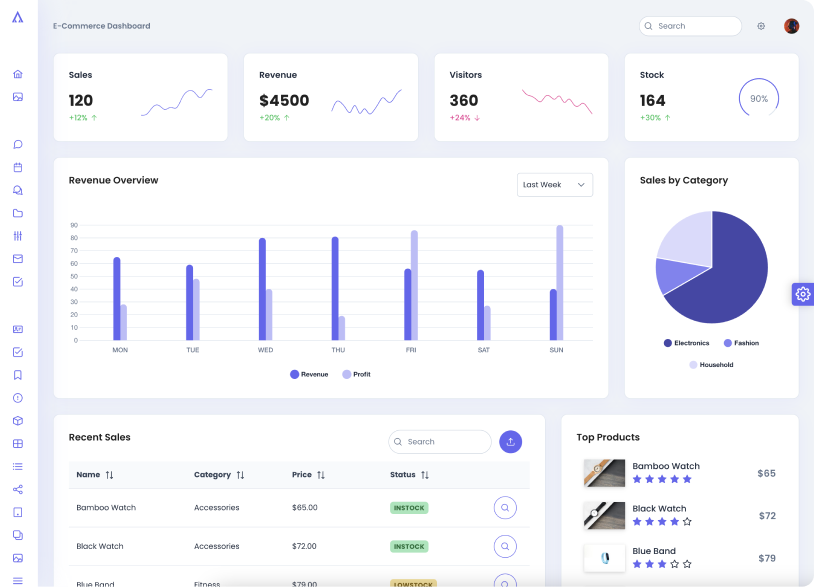 E-Commerce Dashboard
Search
Sales
120
+12% ↑
Revenue
$4500
+20% ↑
Visitors
360
+24% ↓
Stock
164
+30% ↑
90%
Revenue Overview
Last Week
90
80
70
60
50
40
30
20
10
0
MON TUE WED THU FRI SAT SUN
Revenue Profit
Sales by Category
Electronics Fashion
Household
Recent Sales
Search
Name Category Price Status
Bamboo Watch Accessories $65.00 INSTOCK
Black Watch Accessories $72.00 INSTOCK
Blue Band Fitness $79.00 LOWSTOCK
Top Products
Bamboo Watch
$65
Black Watch
$72
Blue Band
$79